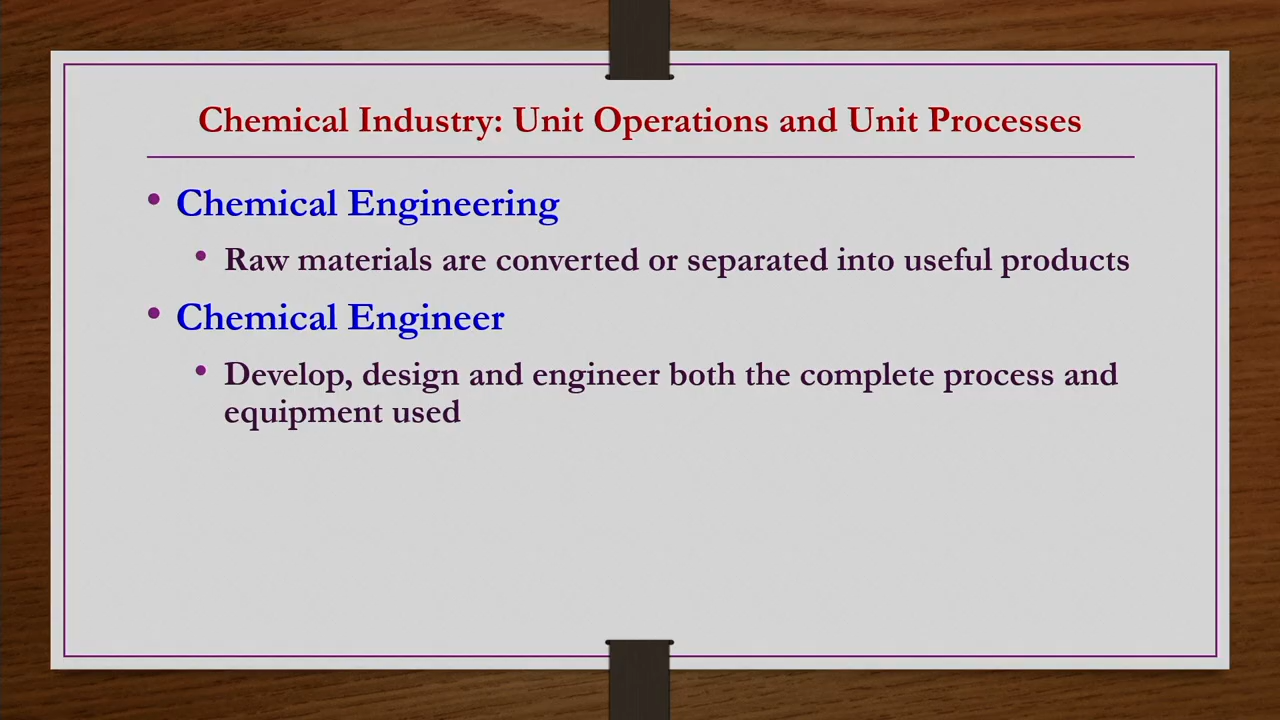 Chemical Industry: Unit Operations and Unit Processes
• Chemical Engineering
• Raw materials are converted or separated into useful products
• Chemical Engineer
• Develop, design and engineer both the complete process and
equipment used